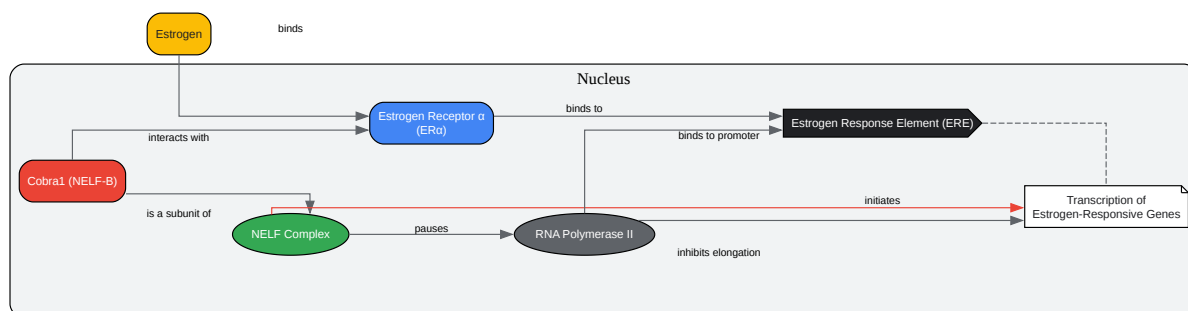 Estrogen
binds
Nucleus
Estrogen Receptor α
(ERα)
binds to
Estrogen Response Element (ERE)
interacts with
binds to promoter
Cobra1 (NELF-B)
is a subunit of
initiates
Transcription of
Estrogen-Responsive Genes
NELF Complex
pauses
RNA Polymerase II
inhibits elongation